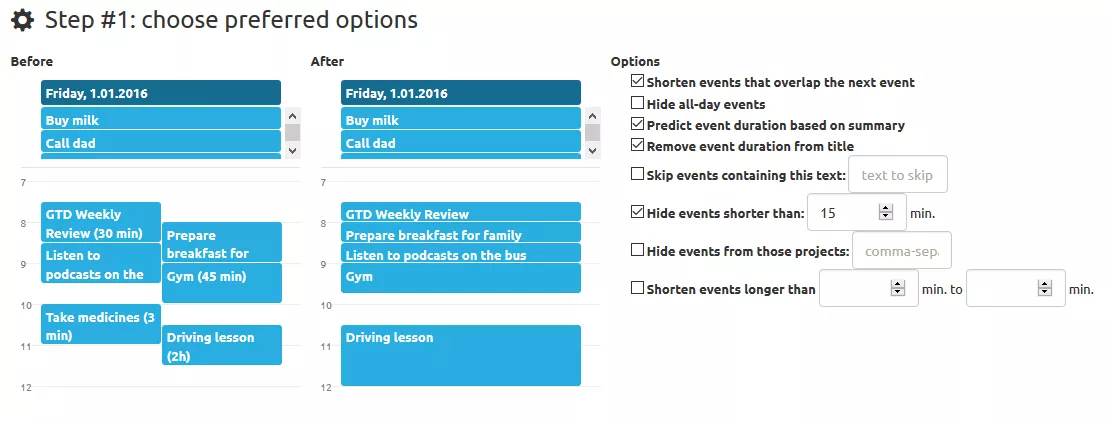 Step #1: choose preferred options
Before
Friday, 1.01.2016
Buy milk
Call dad
7
8
9
10
11
12
GTD Weekly
Review (30 min)
Listen to
podcasts on the
Prepare
breakfast for
Gym (45 min)
Take medicines (3
min)
Driving lesson
(2h)
After
Friday, 1.01.2016
Buy milk
Call dad
7
8
9
10
11
12
GTD Weekly Review
Prepare breakfast for family
Listen to podcasts on the bus
Gym
Driving lesson
Options
Shorten events that overlap the next event
Hide all-day events
Predict event duration based on summary
Remove event duration from title
Skip events containing this text: text to skip
Hide events shorter than: 15 min.
Hide events from those projects: comma-sep.
Shorten events longer than min. to min.